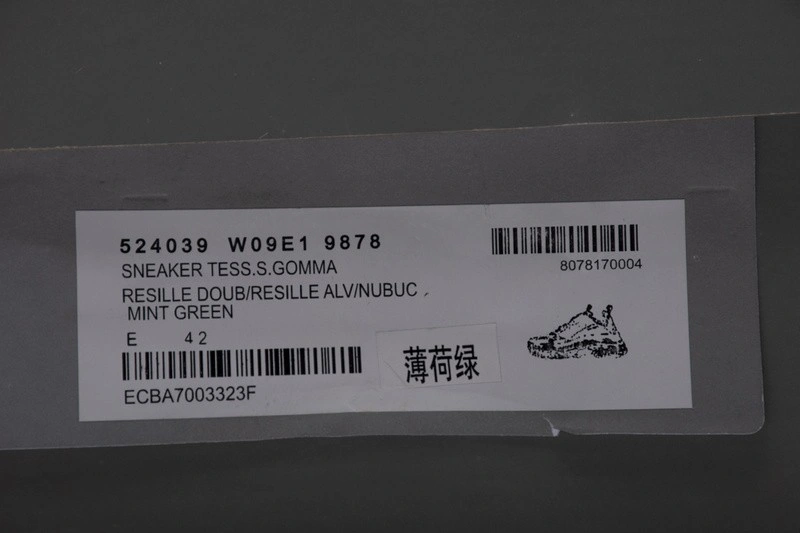 524039 W09E1 9878
8078170004
SNEAKER TESS.S.GOMMA
RESILLE DOUB/RESILLE ALV/NUBUC
MINT GREEN
E 42
ECBA7003323F
薄荷绿